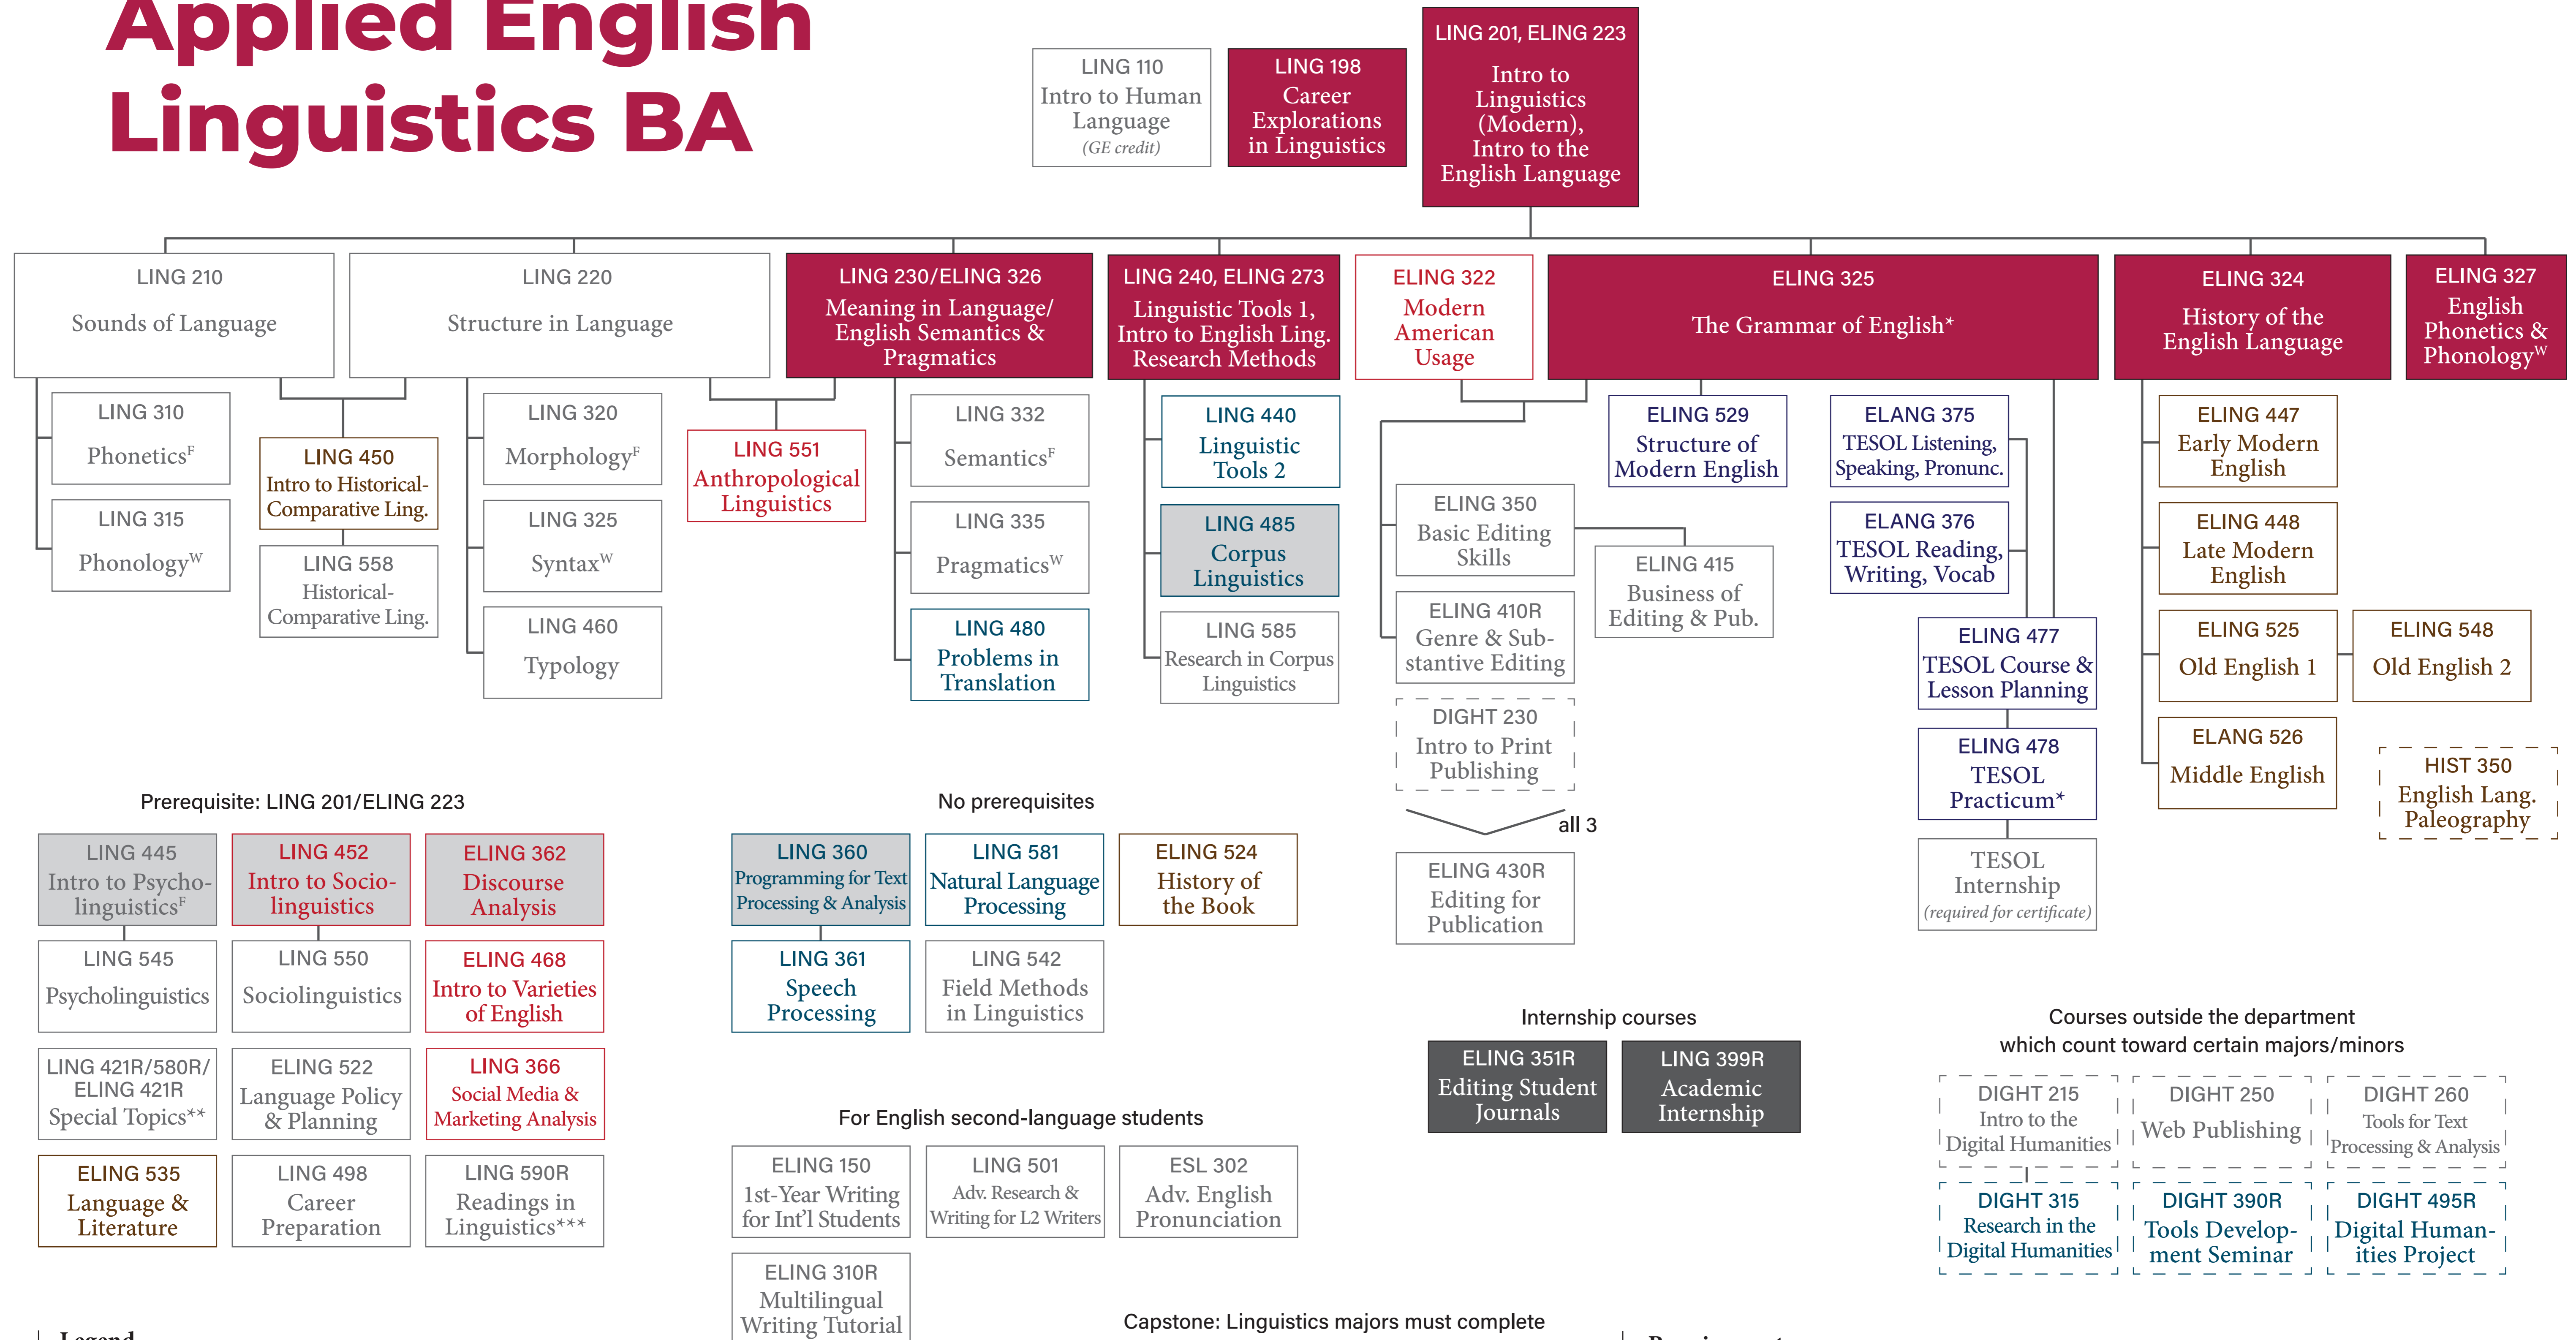 Applied English
Linguistics BA
LING 110
Intro to Human
Language
(GE credit)
LING 198
Career
Explorations
in Linguistics
LING 201, ELING 223
Intro to
Linguistics
(Modern),
Intro to the
English Language
LING 210
Sounds of Language
LING 220
Structure in Language
LING 230/ELING 326
Meaning in Language/
English Semantics &
Pragmatics
LING 240, ELING 273
Linguistic Tools 1,
Intro to English Ling.
Research Methods
ELING 322
Modern
American
Usage
ELING 325
The Grammar of English*
ELING 324
History of the
English Language
ELING 327
English
Phonetics &
PhonologyW
LING 310
PhoneticsF
LING 315
PhonologyW
LING 450
Intro to Historical-
Comparative Ling.
LING 558
Historical-
Comparative Ling.
LING 320
MorphologyF
LING 325
SyntaxW
LING 460
Typology
LING 551
Anthropological
Linguistics
LING 332
SemanticsF
LING 335
PragmaticsW
LING 480
Problems in
Translation
LING 440
Linguistic
Tools 2
LING 485
Corpus
Linguistics
LING 585
Research in Corpus
Linguistics
ELING 350
Basic Editing
Skills
ELING 415
Business of
Editing & Pub.
ELING 410R
Genre & Sub-
stantive Editing
DIGHT 230
Intro to Print
Publishing
all 3
ELING 430R
Editing for
Publication
ELING 529
Structure of
Modern English
ELANG 375
TESOL Listening,
Speaking, Pronunc.
ELANG 376
TESOL Reading,
Writing, Vocab
ELING 477
TESOL Course &
Lesson Planning
ELING 478
TESOL
Practicum*
TESOL
Internship
(required for certificate)
ELING 447
Early Modern
English
ELING 448
Late Modern
English
ELING 525
Old English 1
ELING 548
Old English 2
ELANG 526
Middle English
HIST 350
English Lang.
Paleography
Prerequisite: LING 201/ELING 223
LING 445
Intro to Psycho-
linguisticsF
LING 452
Intro to Socio-
linguistics
ELING 362
Discourse
Analysis
LING 545
Psycholinguistics
LING 550
Sociolinguistics
ELING 468
Intro to Varieties
of English
LING 421R/580R/
ELING 421R
Special Topics**
ELING 522
Language Policy
& Planning
LING 366
Social Media &
Marketing Analysis
ELING 535
Language &
Literature
LING 498
Career
Preparation
LING 590R
Readings in
Linguistics***
No prerequisites
LING 360
Programming for Text
Processing & Analysis
LING 581
Natural Language
Processing
ELING 524
History of
the Book
LING 361
Speech
Processing
LING 542
Field Methods
in Linguistics
For English second-language students
ELING 150
1st-Year Writing
for Int'l Students
LING 501
Adv. Research &
Writing for L2 Writers
ESL 302
Adv. English
Pronunciation
ELING 310R
Multilingual
Writing Tutorial
Internship courses
ELING 351R
Editing Student
Journals
LING 399R
Academic
Internship
Courses outside the department
which count toward certain majors/minors
DIGHT 215
Intro to the
Digital Humanities
DIGHT 250
Web Publishing
DIGHT 260
Tools for Text
Processing & Analysis
DIGHT 315
Research in the
Digital Humanities
DIGHT 390R
Tools Develop-
ment Seminar
DIGHT 495R
Digital Human-
ities Project
Capstone: Linguistics majors must complete
Legend